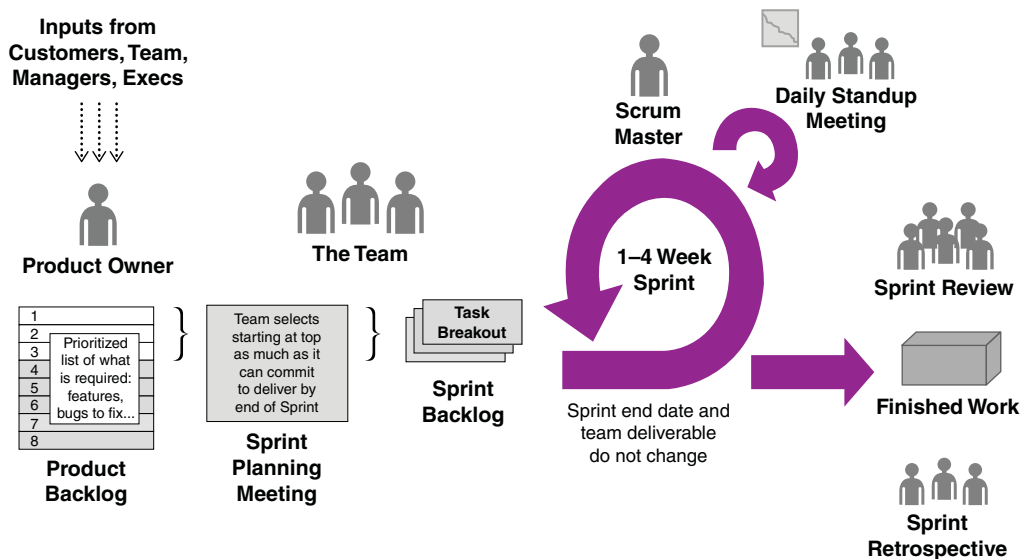 Inputs from
Customers, Team,
Managers, Execs
Product Owner
The Team
Scrum
Master
Daily Standup
Meeting
1–4 Week
Sprint
Sprint Review
1
2
3
4
5
6
7
8
Prioritized
list of what
is required:
features,
bugs to fix...
Product
Backlog
Team selects
starting at top
as much as it
can commit
to deliver by
end of Sprint
Sprint
Planning
Meeting
Task
Breakout
Sprint
Backlog
Sprint end date and
team deliverable
do not change
Finished Work
Sprint
Retrospective